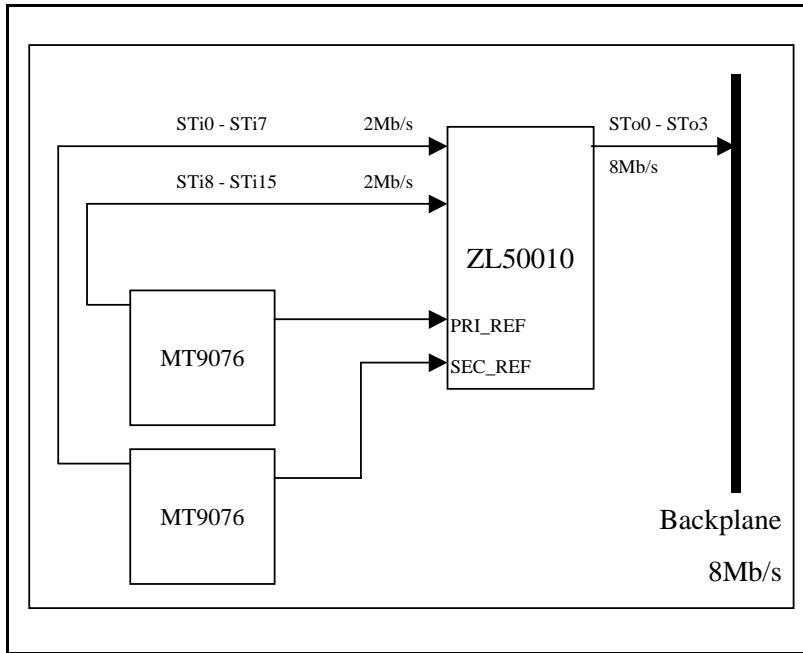 STi0 - STi7 2Mb/s STo0 - STo3
STi8 - STi15 2Mb/s 8Mb/s
ZL50010
PRI_REF
MT9076
SEC_REF
MT9076
Backplane
8Mb/s